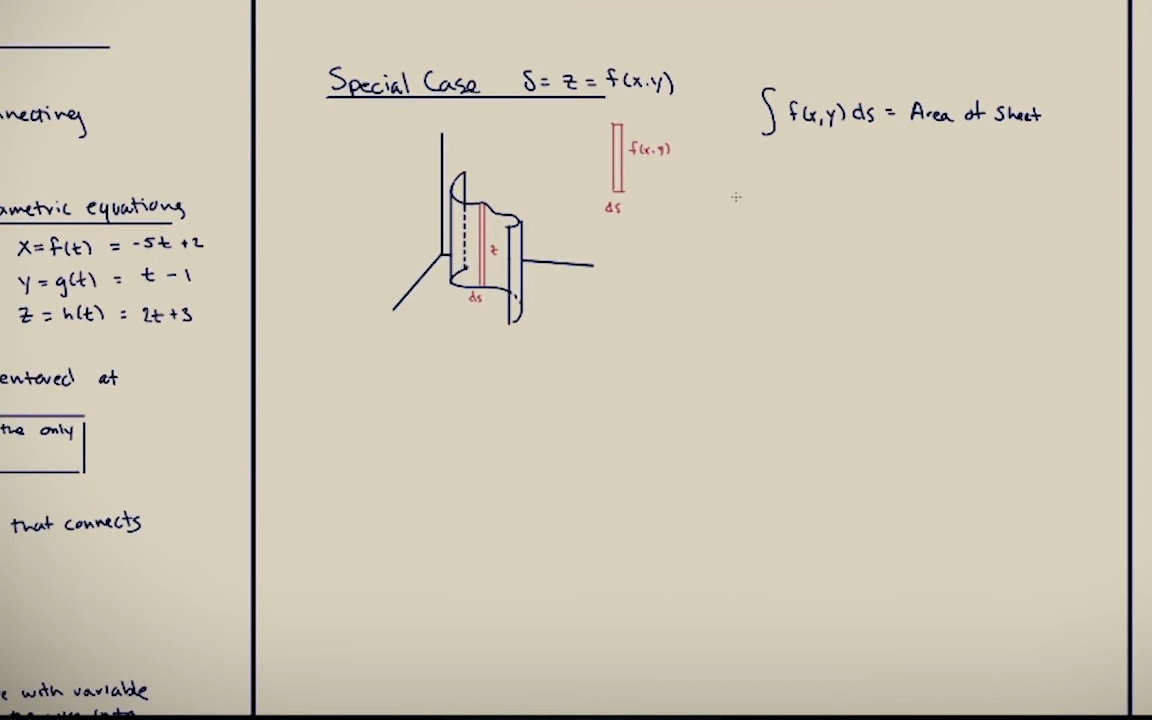 nnecting
ametric equations
x = f(t) = -5t + 2
y = g(t) = t - 1
z = h(t) = 2t + 3
entered at
the only
that connects
e with variable
Special Case δ = z = f(x,y)
f(x,y)
ds
z
ds
∫ f(x,y) ds = Area of Sheet